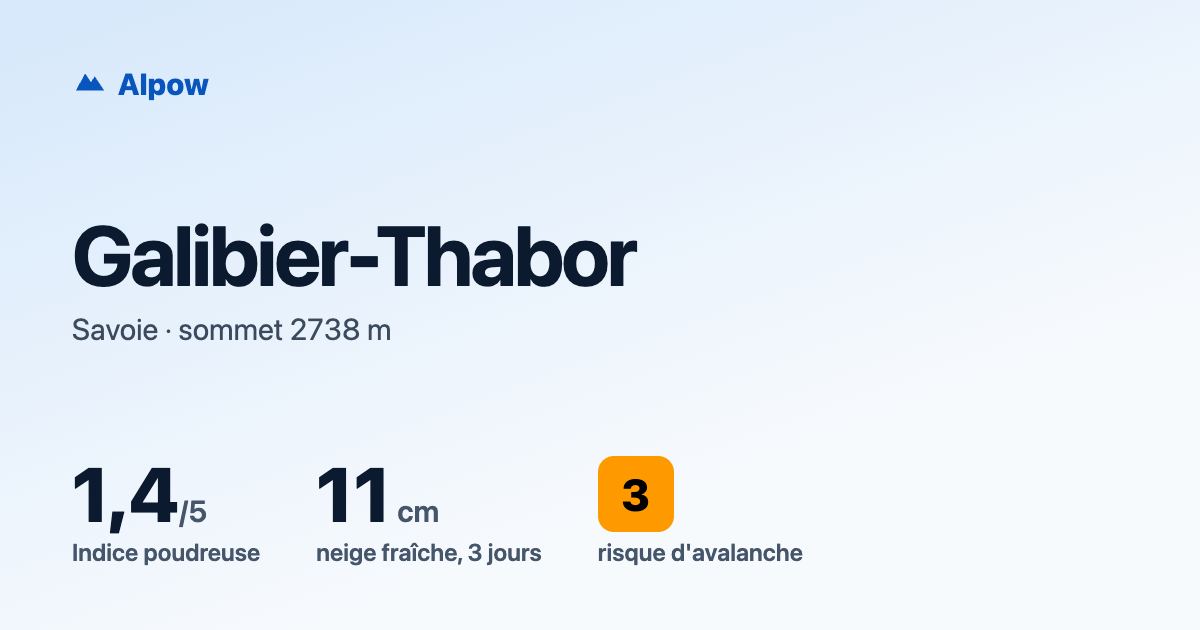 Alpow
Galibier-Thabor
Savoie · sommet 2738 m
1,4/5
Indice poudreuse
11 cm
neige fraîche, 3 jours
3
risque d'avalanche